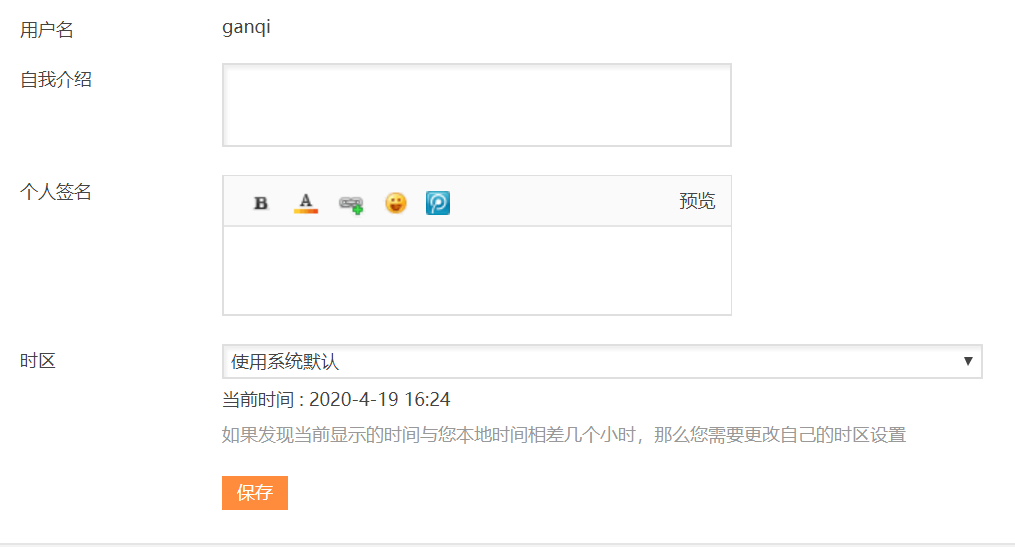 用户名 ganqi
自我介绍
个人签名
B A 预览
时区 使用系统默认
当前时间 : 2020-4-19 16:24
如果发现当前显示的时间与您本地时间相差几个小时，那么您需要更改自己的时区设置
保存